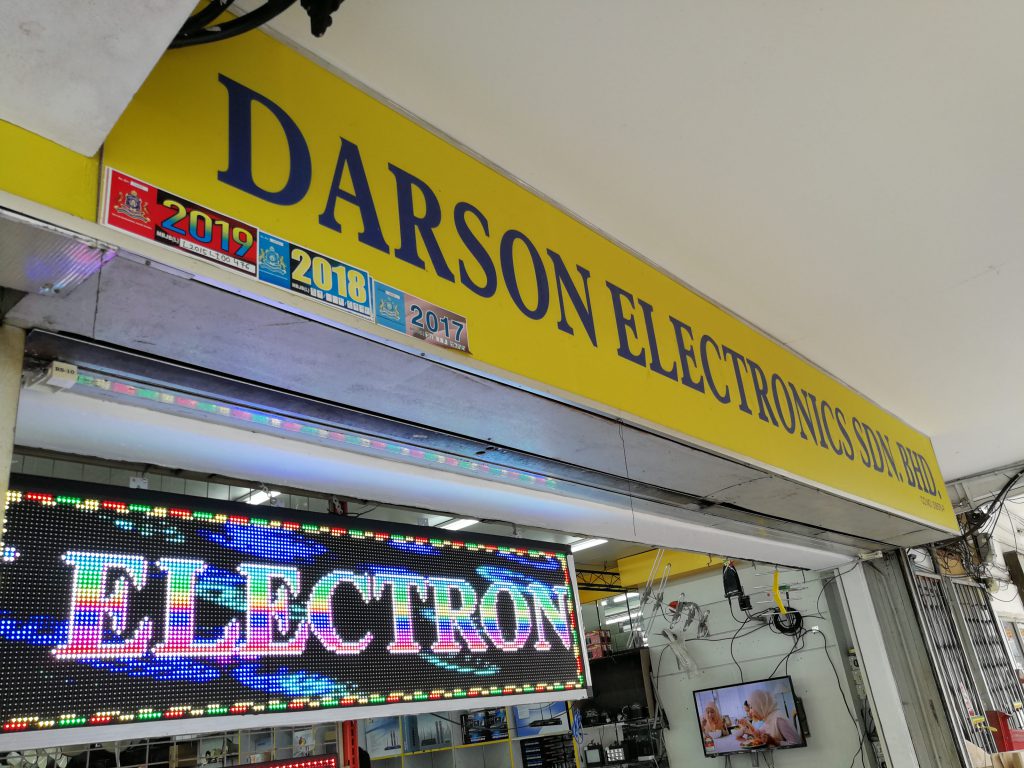 DARSON ELECTRONICS SDN. BHD.
2019
2018
2017
ELECTRON